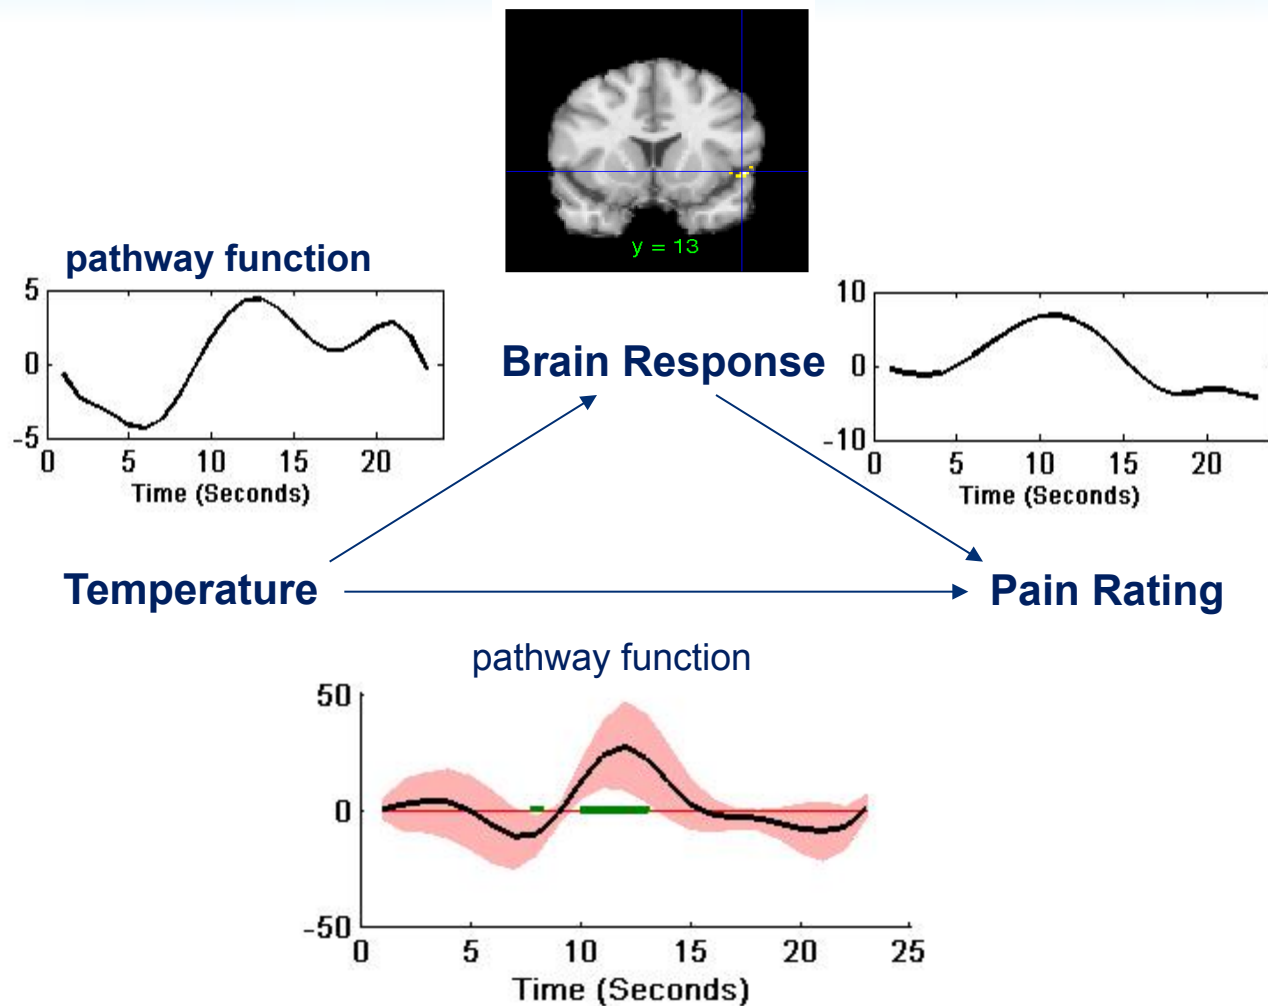 y = 13
pathway function
5
0
-5
0 5 10 15 20
Time (Seconds)
Brain Response
10
0
-10
0 5 10 15 20
Time (Seconds)
Temperature
Pain Rating
pathway function
50
0
-50
0 5 10 15 20 25
Time (Seconds)